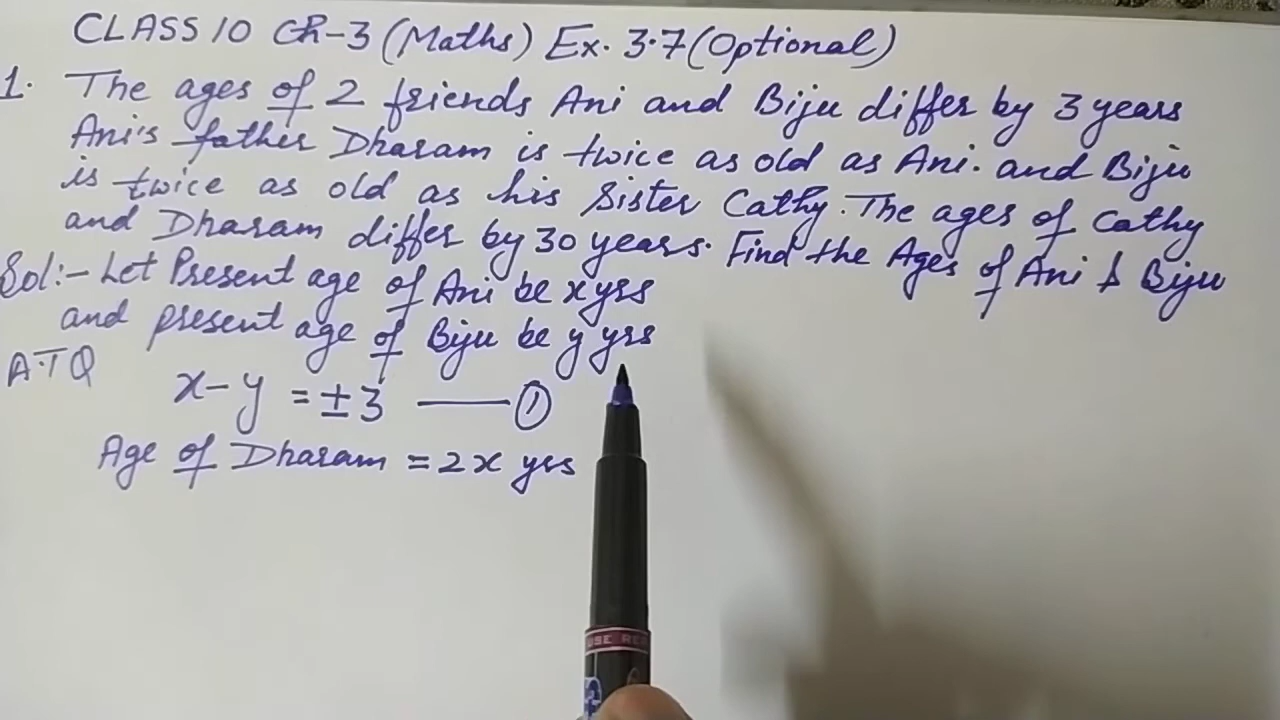 CLASS 10 Ch-3 (Maths) Ex. 3.7 (Optional)
1. The ages of 2 friends Ani and Biju differ by 3 years
Ani's father Dharam is twice as old as Ani. and Biju
is twice as old as his Sister Cathy. The ages of Cathy
and Dharam differ by 30 years. Find the Ages of Ani & Biju
Sol:- Let Present age of Ani be x yrs
and present age of Biju be y yrs
A.T.Q
x - y = ±3 —— ①
Age of Dharam = 2x yrs
USE RE